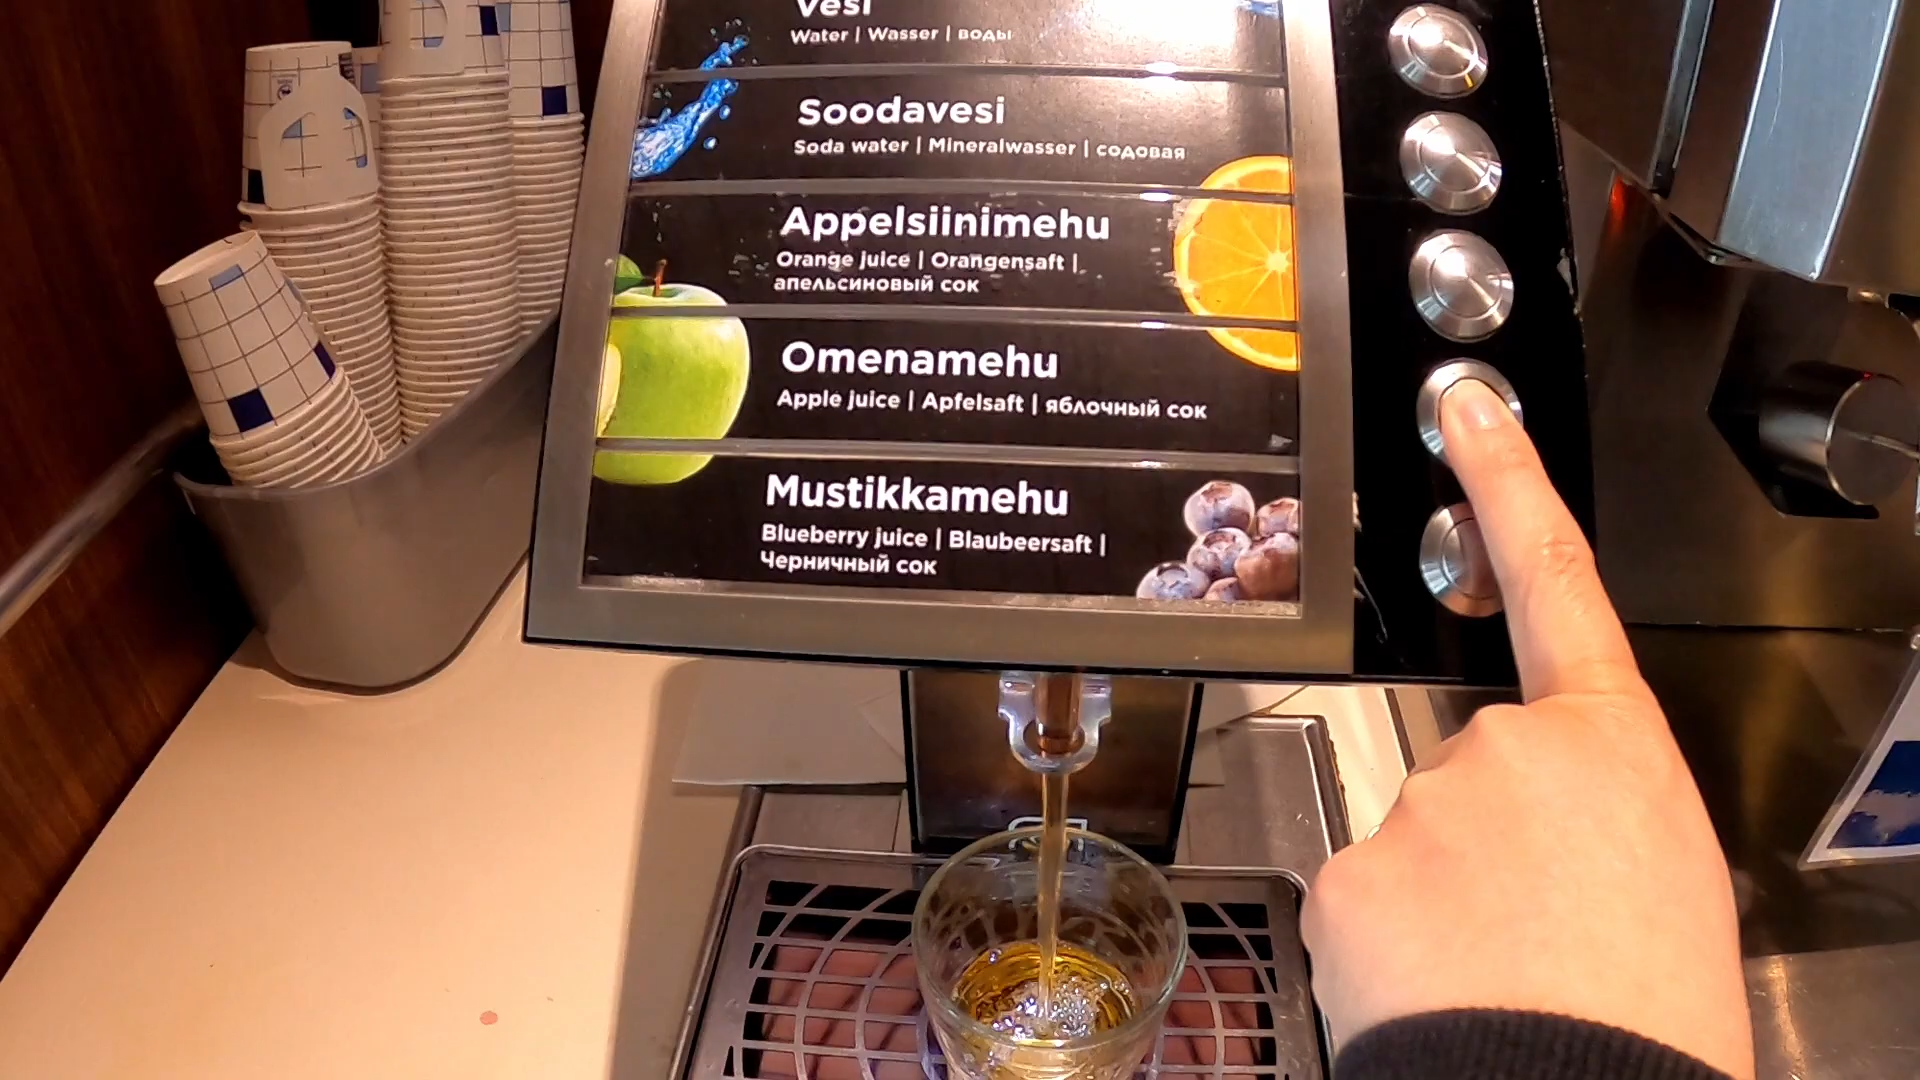 Vesi
Water | Wasser | воды
Soodavesi
Soda water | Mineralwasser | содовая
Appelsiinimehu
Orange juice | Orangensaft |
апельсиновый сок
Omenamehu
Apple juice | Apfelsaft | яблочный сок
Mustikkamehu
Blueberry juice | Blaubeersaft |
Черничный сок